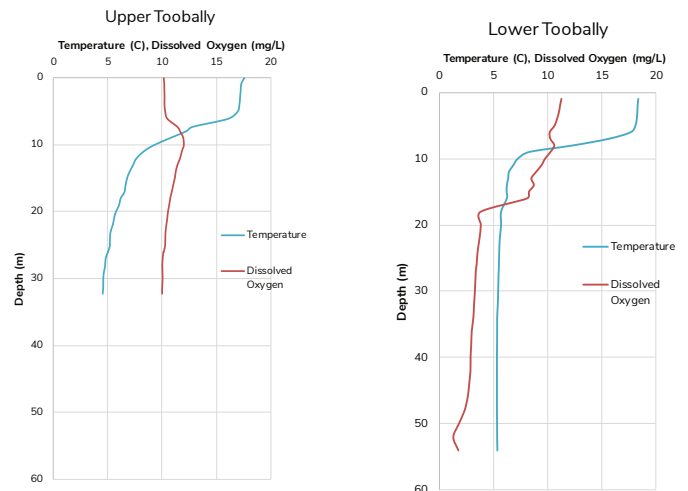 Upper Toobally
Temperature (C), Dissolved Oxygen (mg/L)
0 5 10 15 20
0
10
20
30
40
50
60
Depth (m)
Temperature
Dissolved
Oxygen
Lower Toobally
Temperature (C), Dissolved Oxygen (mg/L)
0 5 10 15 20
0
10
20
30
40
50
60
Depth (m)
Temperature
Dissolved
Oxygen